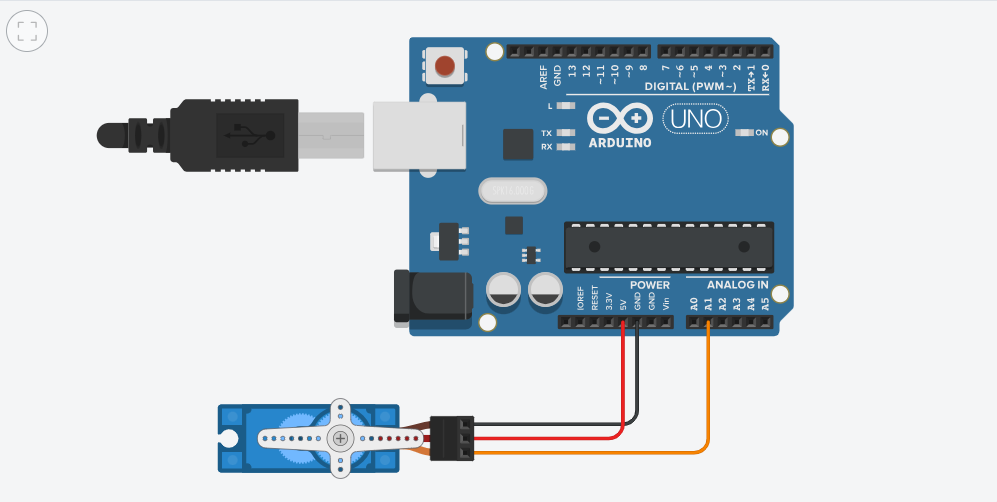 AREF
GND
13
12
~11
~10
~9
8
7
~6
~5
4
~3
2
TX→1
RX←0
DIGITAL (PWM~)
L
TX
RX
ARDUINO
UNO
ON
POWER
ANALOG IN
IOREF
RESET
3.3V
5V
GND
GND
Vin
A0
A1
A2
A3
A4
A5